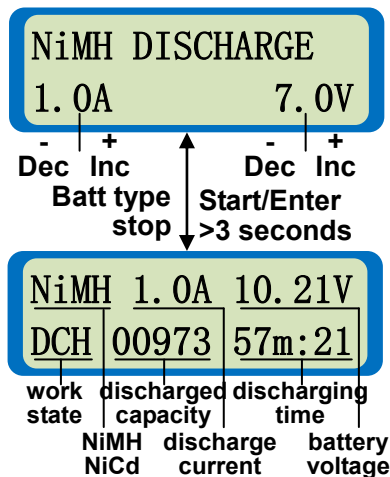 NiMH DISCHARGE
1.0A 7.0V
- + - +
Dec Inc Dec Inc
Batt type Start/Enter
stop >3 seconds
NiMH 1.0A 10.21V
DCH 00973 57m:21
work discharged discharging
state capacity time
NiMH discharge battery
NiCd current voltage